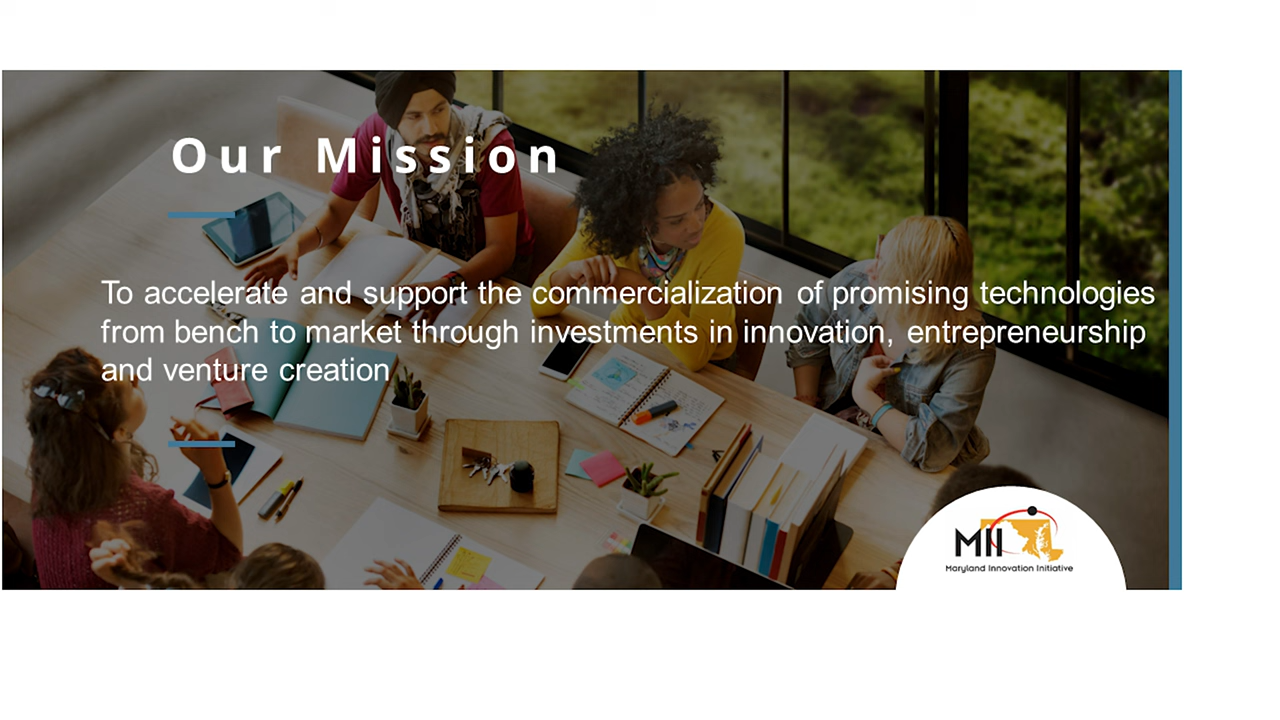 Our Mission
To accelerate and support the commercialization of promising technologies
from bench to market through investments in innovation, entrepreneurship
and venture creation
MII
Maryland Innovation Initiative